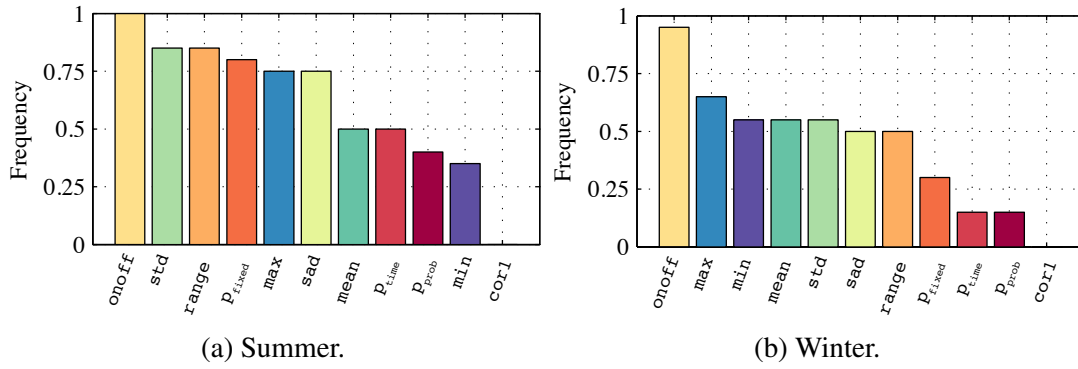 1
0.75
0.5
0.25
0
Frequency
onoff
std
range
p_fixed
max
sad
mean
p_time
p_prob
min
cor1
(a) Summer.
1
0.75
0.5
0.25
0
Frequency
onoff
max
min
mean
std
sad
range
p_fixed
p_time
p_prob
cor1
(b) Winter.